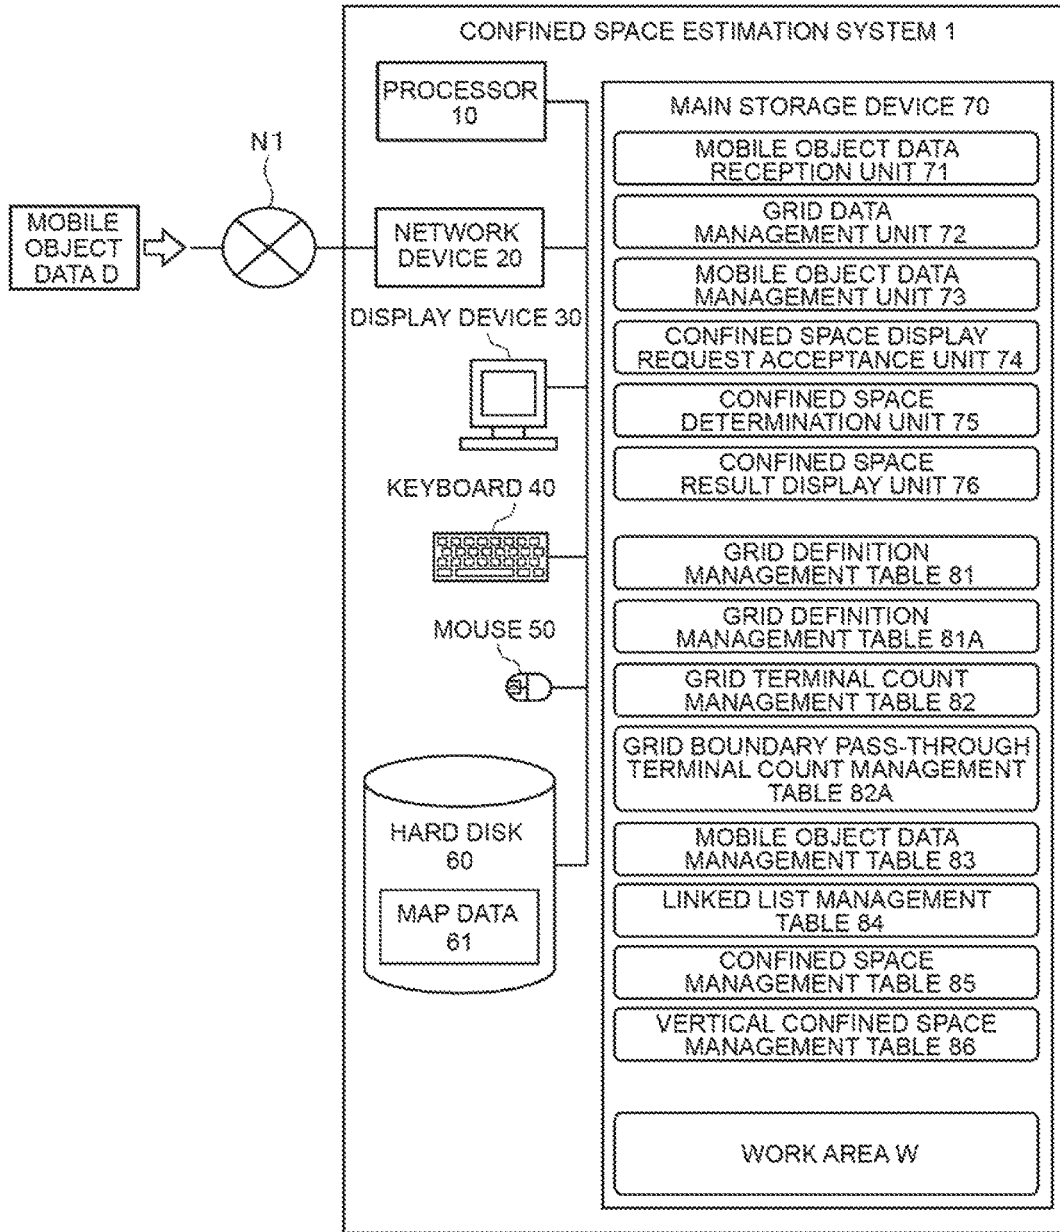 CONFINED SPACE ESTIMATION SYSTEM 1
PROCESSOR
10
N1
MOBILE
OBJECT
DATA D
NETWORK
DEVICE 20
DISPLAY DEVICE 30
KEYBOARD 40
MOUSE 50
HARD DISK
60
MAP DATA
61
MAIN STORAGE DEVICE 70
MOBILE OBJECT DATA
RECEPTION UNIT 71
GRID DATA
MANAGEMENT UNIT 72
MOBILE OBJECT DATA
MANAGEMENT UNIT 73
CONFINED SPACE DISPLAY
REQUEST ACCEPTANCE UNIT 74
CONFINED SPACE
DETERMINATION UNIT 75
CONFINED SPACE
RESULT DISPLAY UNIT 76
GRID DEFINITION
MANAGEMENT TABLE 81
GRID DEFINITION
MANAGEMENT TABLE 81A
GRID TERMINAL COUNT
MANAGEMENT TABLE 82
GRID BOUNDARY PASS-THROUGH
TERMINAL COUNT MANAGEMENT
TABLE 82A
MOBILE OBJECT DATA
MANAGEMENT TABLE 83
LINKED LIST MANAGEMENT
TABLE 84
CONFINED SPACE
MANAGEMENT TABLE 85
VERTICAL CONFINED SPACE
MANAGEMENT TABLE 86
WORK AREA W